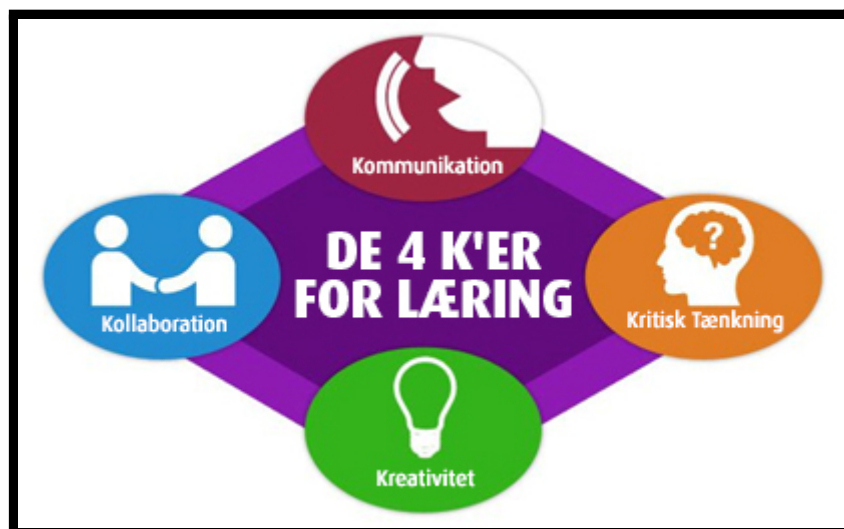 Kommunikation
DE 4 K'ER
FOR LÆRING
Kollaboration
?
Kritisk Tænkning
Kreativitet